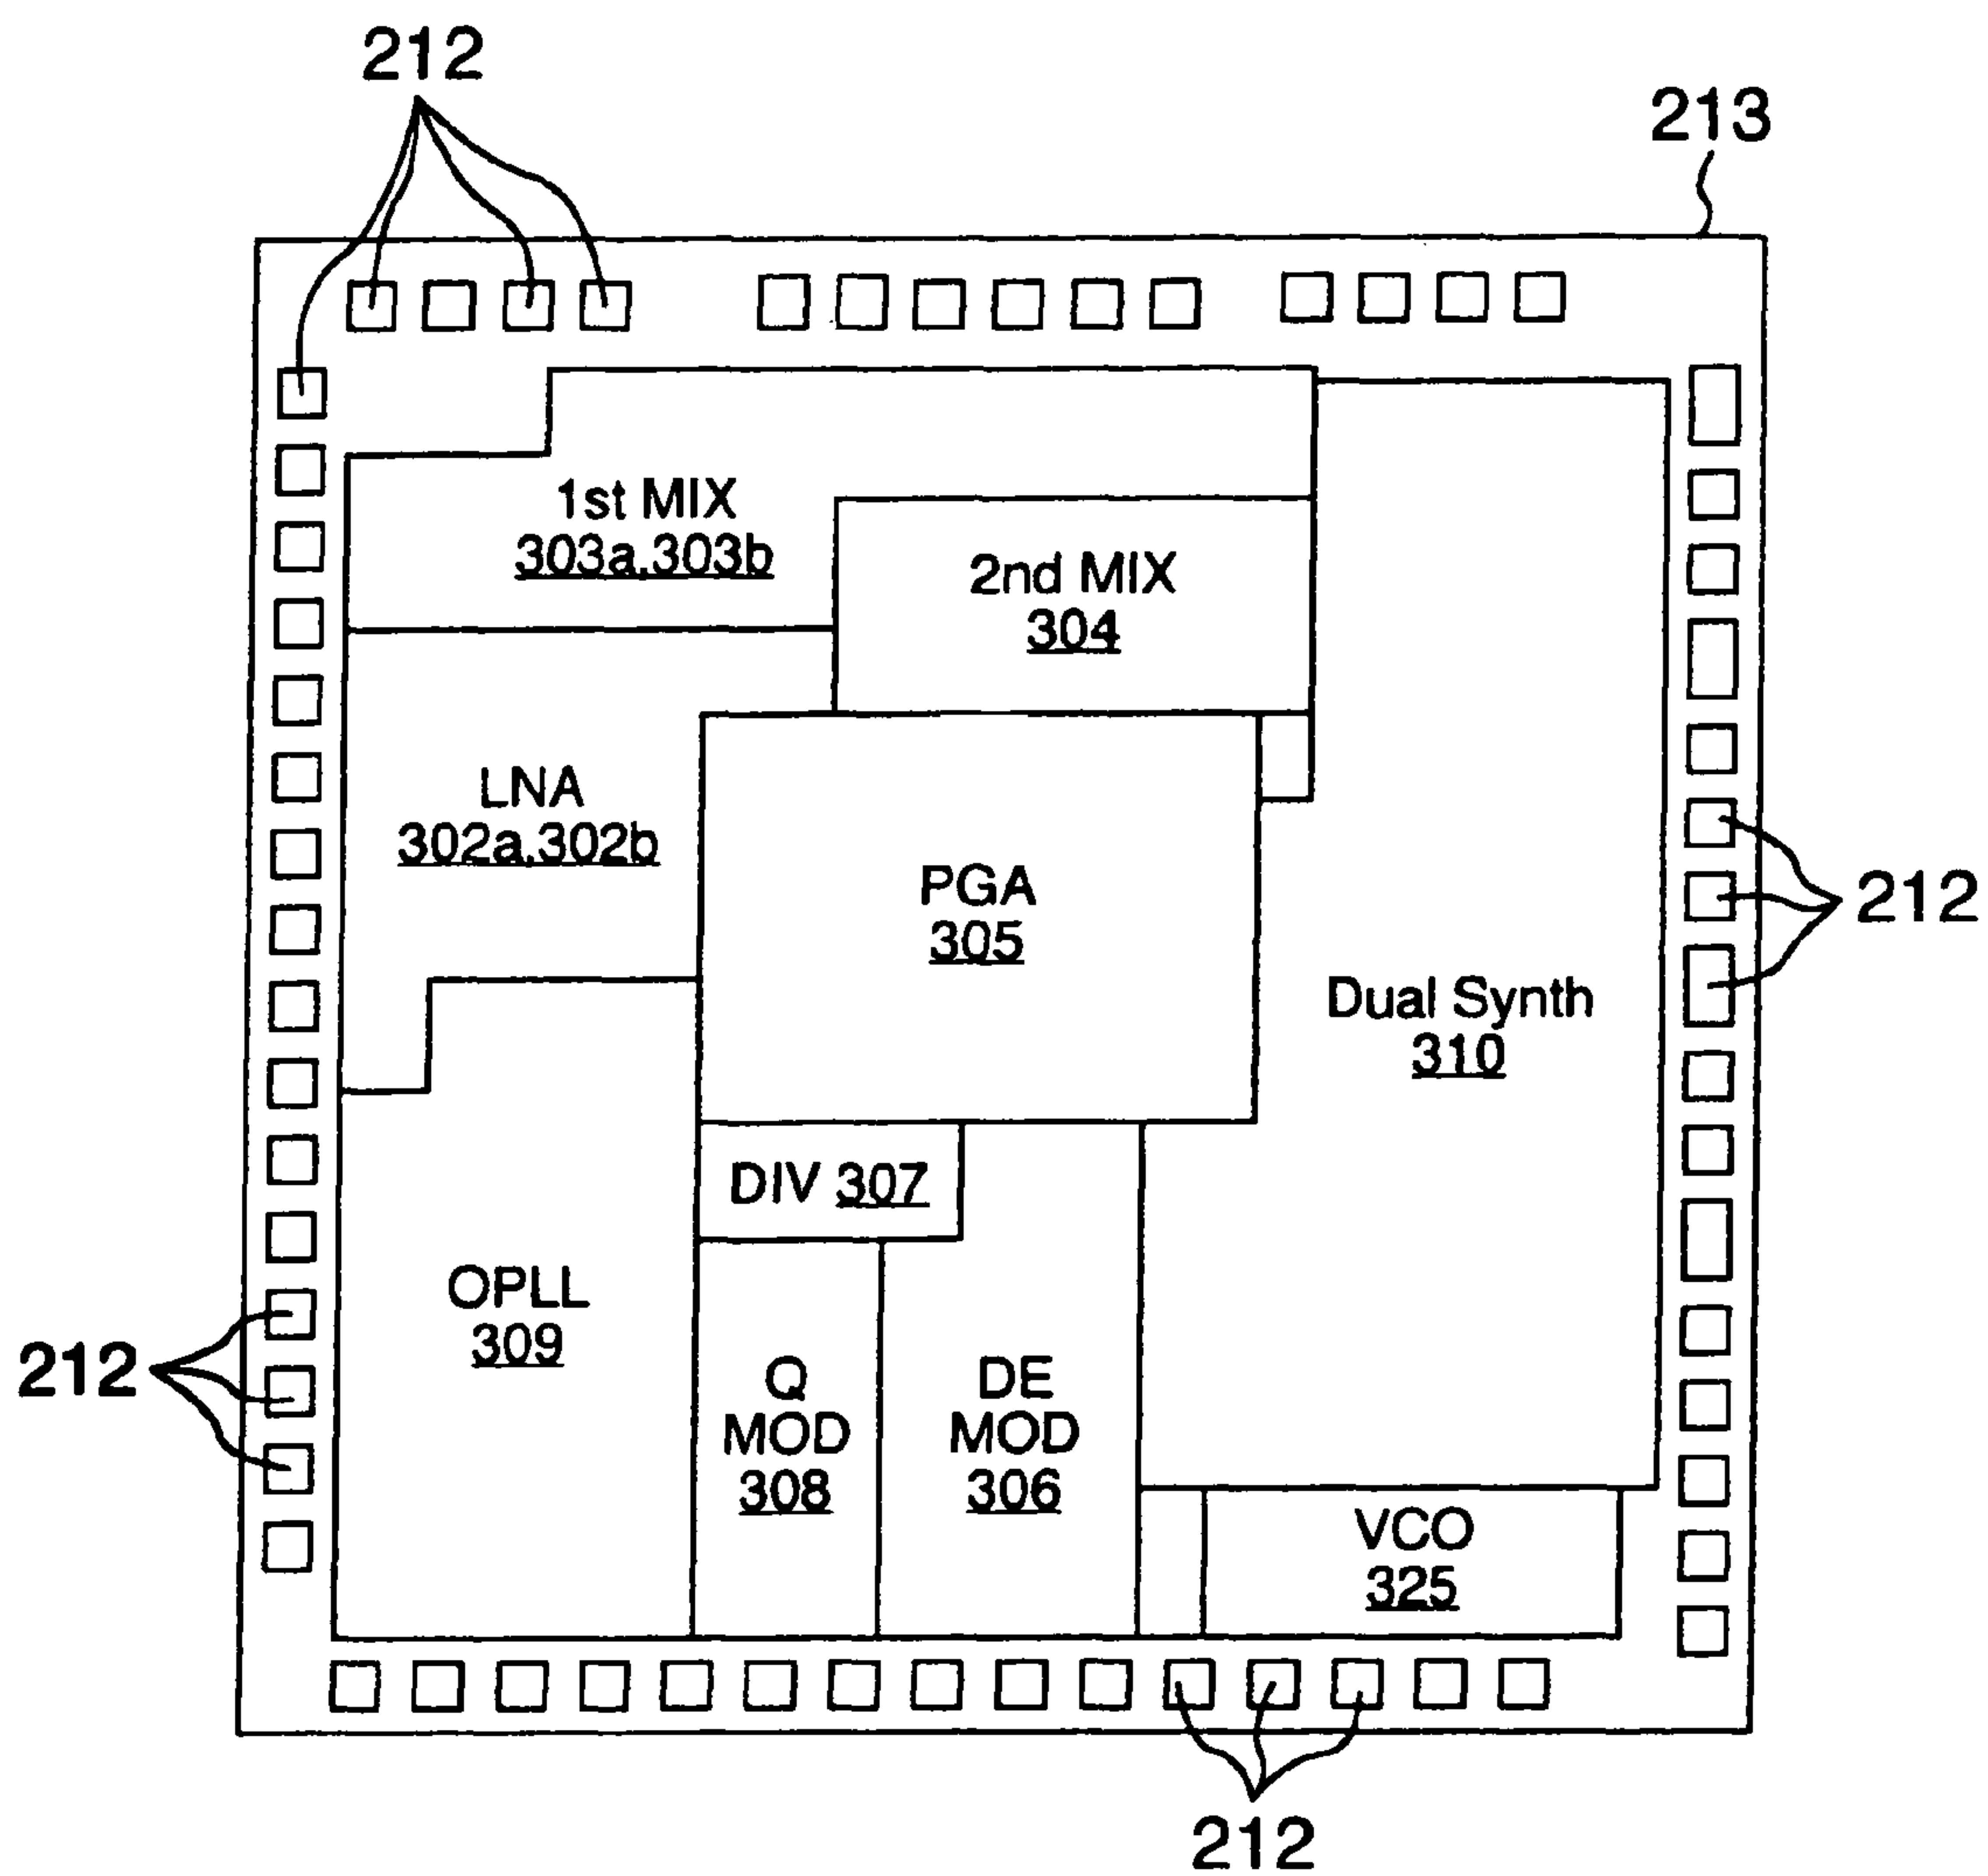 212
213
1st MIX
303a,303b
2nd MIX
304
LNA
302a,302b
PGA
305
212
Dual Synth
310
DIV 307
OPLL
309
212
Q
MOD
308
DE
MOD
306
VCO
325
212